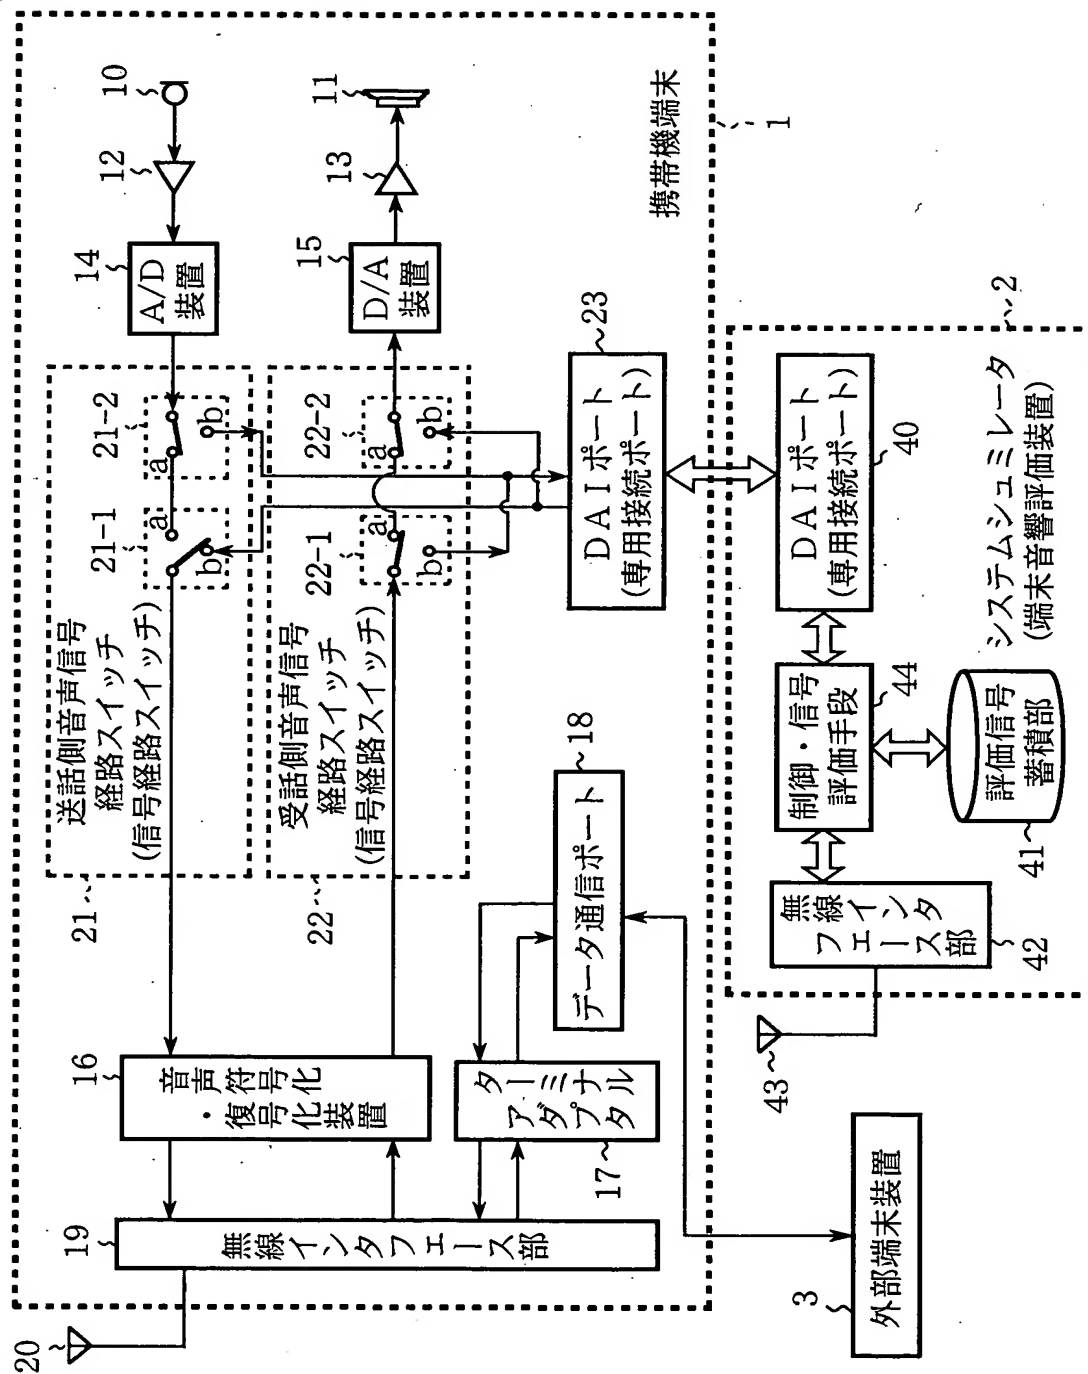 20
19
無線インタフェース部
16
音声符号化
・復号化装置
17
ターミナル
アダプタ
18
データ通信ポート
21
送話側音声信号
経路スイッチ
(信号経路スイッチ)
21-1
a
b
21-2
a
b
14
A/D
装置
12
10
22
受話側音声信号
経路スイッチ
(信号経路スイッチ)
22-1
a
b
22-2
a
b
15
D/A
装置
13
11
23
DAIポート
(専用接続ポート)
携帯機端末
1
3
外部端末装置
43
無線インタ
フェース部
42
制御・信号
評価手段
44
評価信号
蓄積部
41
DAIポート
(専用接続ポート)
40
システムシュミレータ
(端末音響評価装置)
2